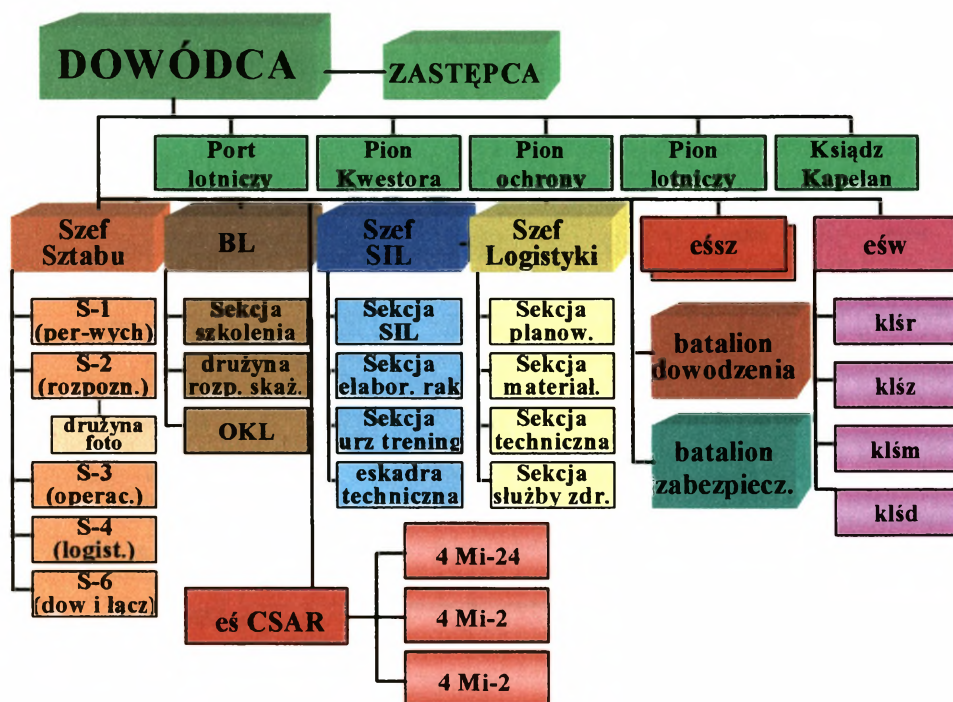 DOWÓDCA
ZASTĘPCA
Port
lotniczy
Pion
Kwestora
Pion
ochrony
Pion
lotniczy
Ksiądz
Kapelan
Szef
Sztabu
BL
Szef
SIL
Szef
Logistyki
eśsz
eśw
S-1
(per-wych)
S-2
(rozpozn.)
drużyna
foto
S-3
(operac.)
S-4
(logist.)
S-6
(dow i łącz)
Sekcja
szkolenia
drużyna
rozp. skaż.
OKL
Sekcja
SIL
Sekcja
elabor. rak
Sekcja
urz trening
eskadra
techniczna
Sekcja
planow.
Sekcja
materiał.
Sekcja
techniczna
Sekcja
służby zdr.
batalion
dowodzenia
batalion
zabezpiecz.
klśr
klśz
klśm
klśd
eś CSAR
4 Mi-24
4 Mi-2
4 Mi-2